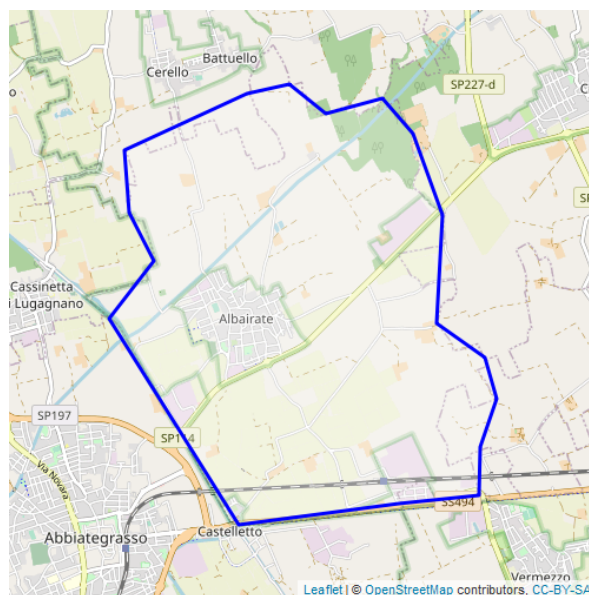 Battuello
Cerello
SP227-d
Cassinetta
i Lugagnano
Albairate
SP197
SP114
Via Novara
SS494
Castelletto
Abbiategrasso
Vermezzo
Leaflet | © OpenStreetMap contributors, CC-BY-SA